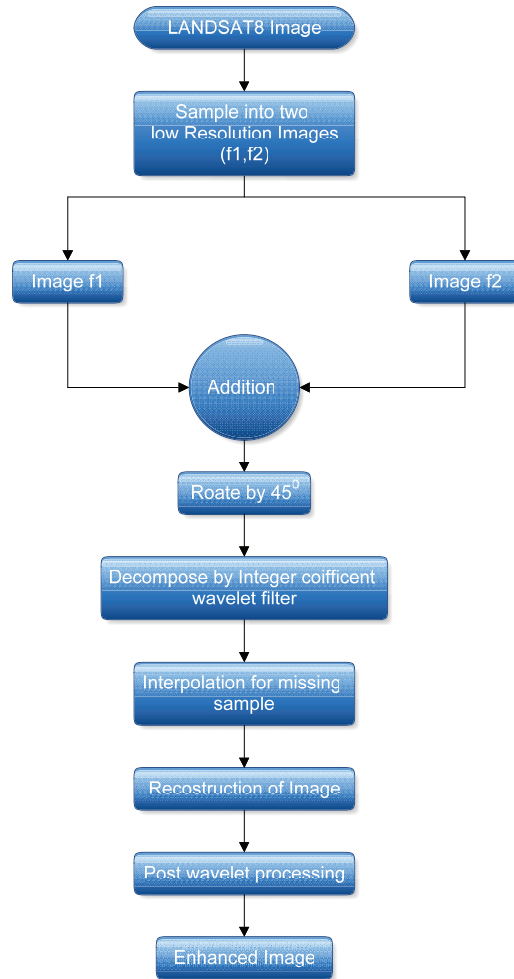 LANDSAT8 Image
Sample into two
low Resolution Images
(f1,f2)
Image f1
Image f2
Addition
Roate by 45⁰
Decompose by Integer coifficent
wavelet filter
Interpolation for missing
sample
Recostruction of Image
Post wavelet processing
Enhanced Image